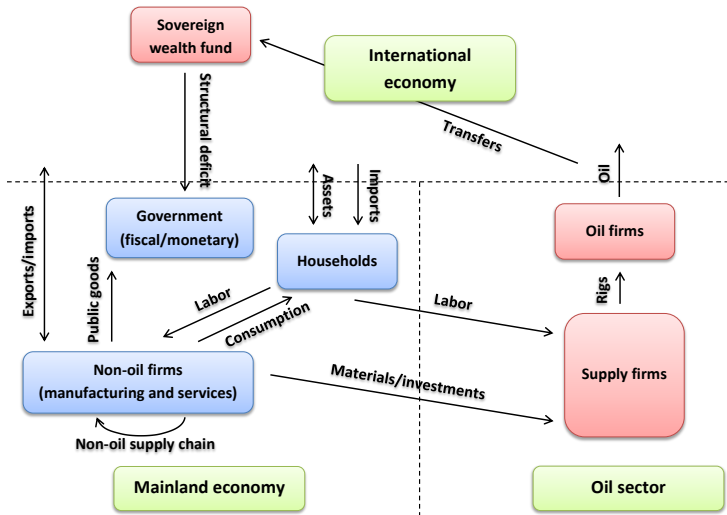 Sovereign
wealth fund
International
economy
Structural deficit
Transfers
Exports/imports
Assets
Imports
Oil
Government
(fiscal/monetary)
Oil firms
Households
Public goods
Labor
Consumption
Labor
Rigs
Non-oil firms
(manufacturing and services)
Materials/investments
Supply firms
Non-oil supply chain
Mainland economy
Oil sector